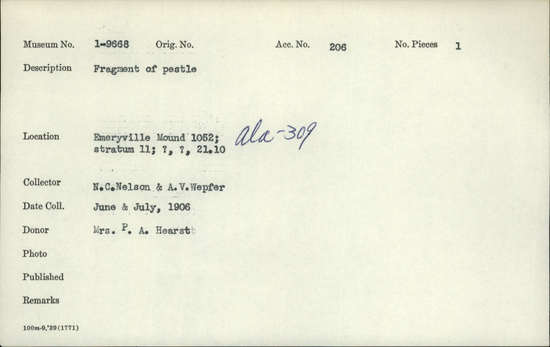 Museum No. 1-9668 Orig. No. Acc. No. 206 No. Pieces 1
Description Fragment of pestle
Location Emeryville Mound 1052; Ala-309
stratum 11; ?, ?, 21.10
Collector N.C.Nelson & A.V.Wepfer
Date Coll. June & July, 1906
Donor Mrs. P. A. Hearst
Photo
Published
Remarks
100m-9,'39(1771)